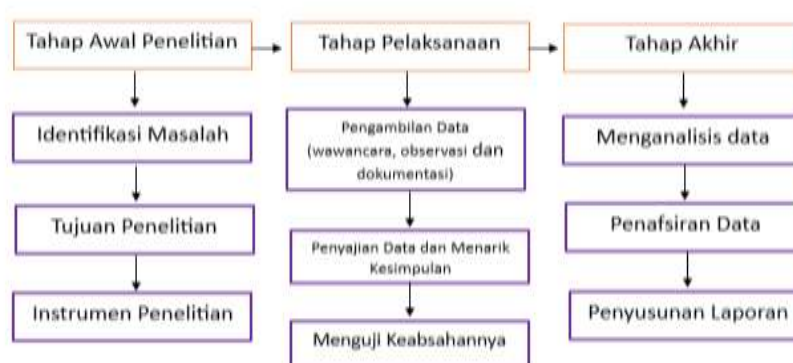 Tahap Awal Penelitian
Identifikasi Masalah
Tujuan Penelitian
Instrumen Penelitian
Tahap Pelaksanaan
Pengambilan Data
(wawancara, observasi dan
dokumentasi)
Penyajian Data dan Menarik
Kesimpulan
Menguji Keabsahannya
Tahap Akhir
Menganalisis data
Penafsiran Data
Penyusunan Laporan